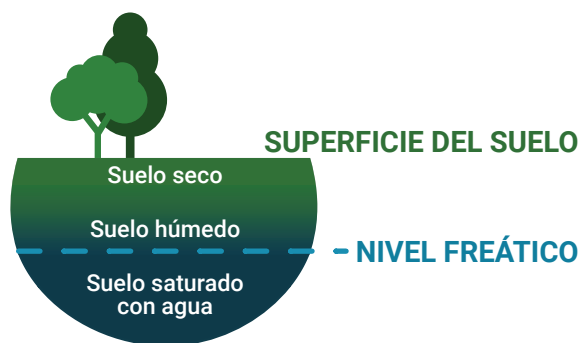 SUPERFICIE DEL SUELO
Suelo seco
Suelo húmedo
NIVEL FREÁTICO
Suelo saturado
con agua